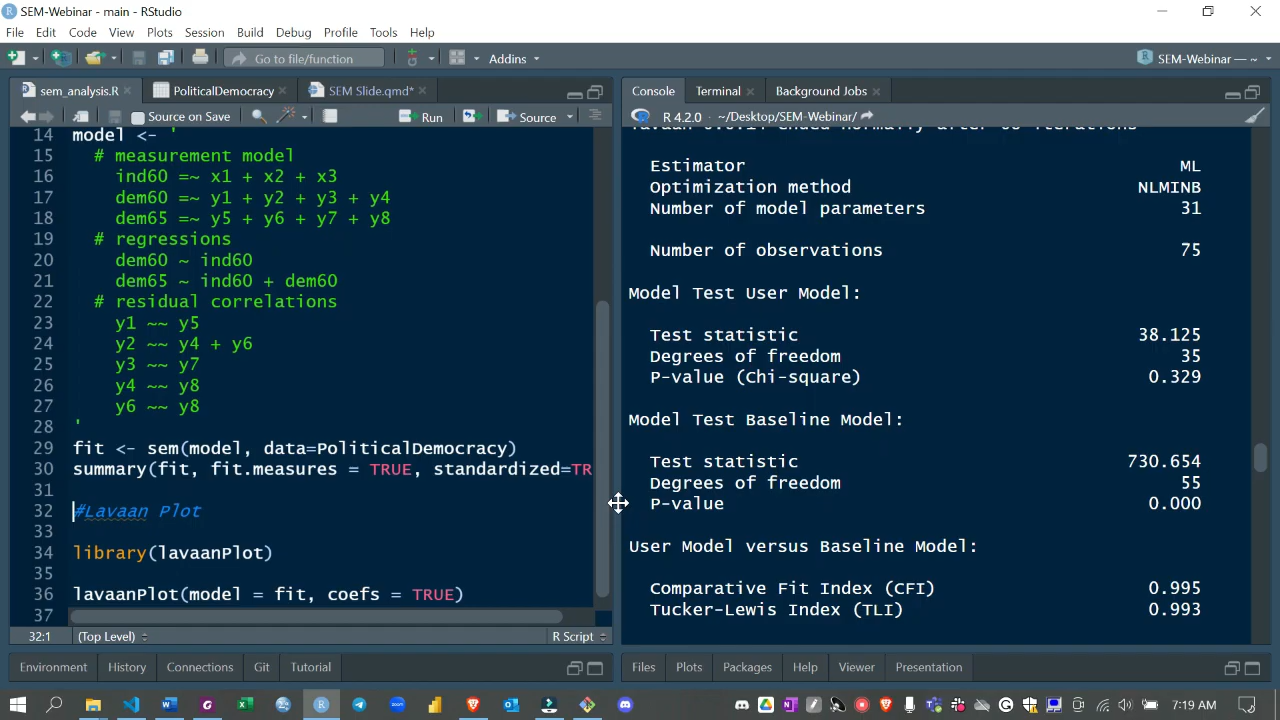 SEM-Webinar - main - RStudio
File Edit Code View Plots Session Build Debug Profile Tools Help
Go to file/function
Addins
SEM-Webinar — ~
sem_analysis.R
PoliticalDemocracy
SEM Slide.qmd*
Source on Save
Run
Source
14 model <- '
15 # measurement model
16 ind60 =~ x1 + x2 + x3
17 dem60 =~ y1 + y2 + y3 + y4
18 dem65 =~ y5 + y6 + y7 + y8
19 # regressions
20 dem60 ~ ind60
21 dem65 ~ ind60 + dem60
22 # residual correlations
23 y1 ~~ y5
24 y2 ~~ y4 + y6
25 y3 ~~ y7
26 y4 ~~ y8
27 y6 ~~ y8
28 '
29 fit <- sem(model, data=PoliticalDemocracy)
30 summary(fit, fit.measures = TRUE, standardized=TR
31
32 #Lavaan Plot
33
34 library(lavaanPlot)
35
36 lavaanPlot(model = fit, coefs = TRUE)
37
32:1 (Top Level) R Script
Environment History Connections Git Tutorial
Console Terminal Background Jobs
R 4.2.0 · ~/Desktop/SEM-Webinar/
Estimator ML
Optimization method NLMINB
Number of model parameters 31
Number of observations 75
Model Test User Model:
Test statistic 38.125
Degrees of freedom 35
P-value (Chi-square) 0.329
Model Test Baseline Model:
Test statistic 730.654
Degrees of freedom 55
P-value 0.000
User Model versus Baseline Model:
Comparative Fit Index (CFI) 0.995
Tucker-Lewis Index (TLI) 0.993
Files Plots Packages Help Viewer Presentation
7:19 AM